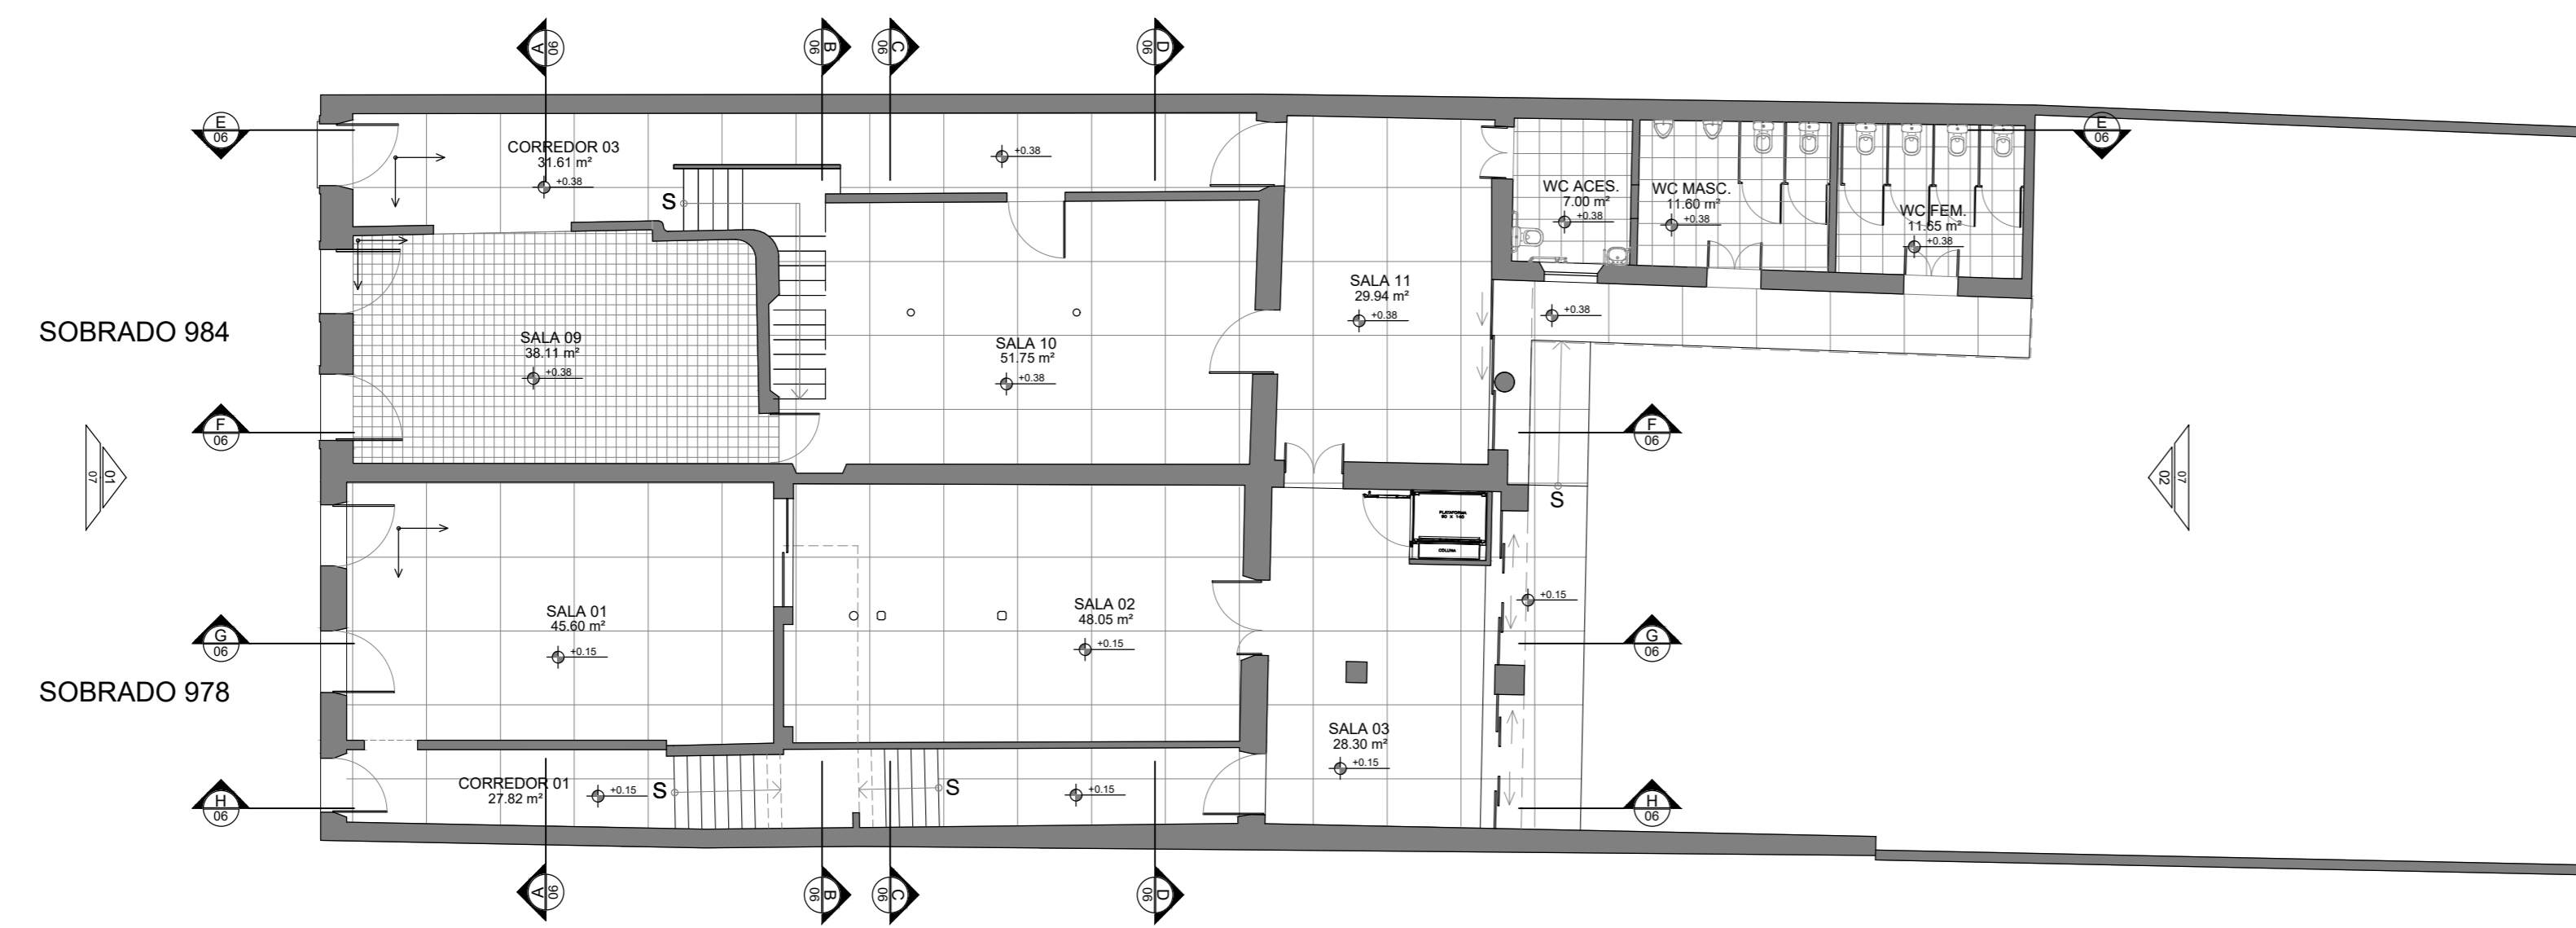 A
06
B
06
C
06
D
06
E
06
E
06
CORREDOR 03
31.61 m²
+0.38
+0.38
S
WC ACES.
7.00 m²
+0.38
WC MASC.
11.60 m²
+0.38
WC FEM.
11.65 m²
+0.38
SALA 11
29.94 m²
+0.38
+0.38
SOBRADO 984
SALA 09
38.11 m²
+0.38
SALA 10
51.75 m²
+0.38
F
06
F
06
01
07
02
07
S
PLATAFORMA
90 X 140
COLUNA
SALA 01
45.60 m²
+0.15
SALA 02
48.05 m²
+0.15
+0.15
G
06
G
06
SOBRADO 978
SALA 03
28.30 m²
+0.15
CORREDOR 01
27.82 m²
+0.15
S
S
+0.15
H
06
H
06
A
06
B
06
C
06
D
06